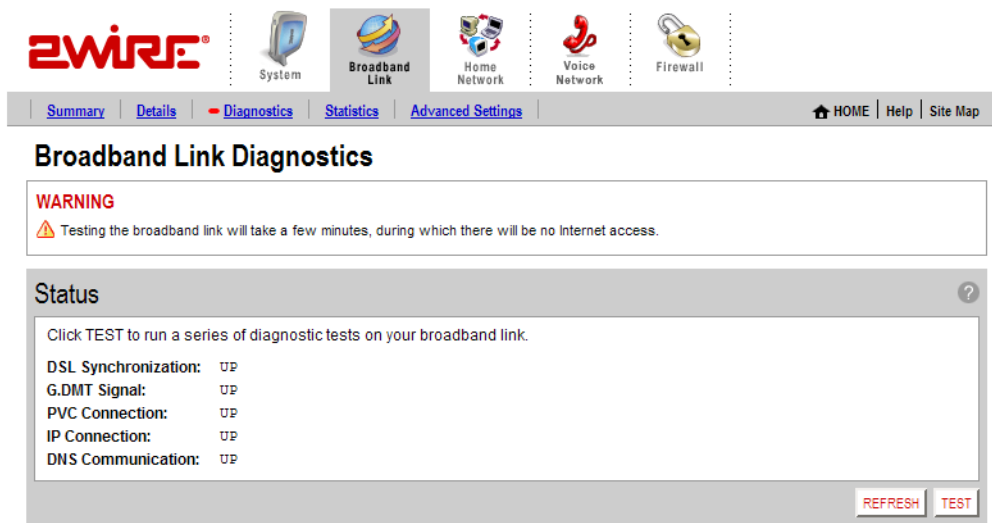 2WIRE®
System
Broadband Link
Home Network
Voice Network
Firewall
Summary Details Diagnostics Statistics Advanced Settings HOME Help Site Map
Broadband Link Diagnostics
WARNING
Testing the broadband link will take a few minutes, during which there will be no Internet access.
Status ?
Click TEST to run a series of diagnostic tests on your broadband link.
DSL Synchronization: UP
G.DMT Signal: UP
PVC Connection: UP
IP Connection: UP
DNS Communication: UP
REFRESH TEST